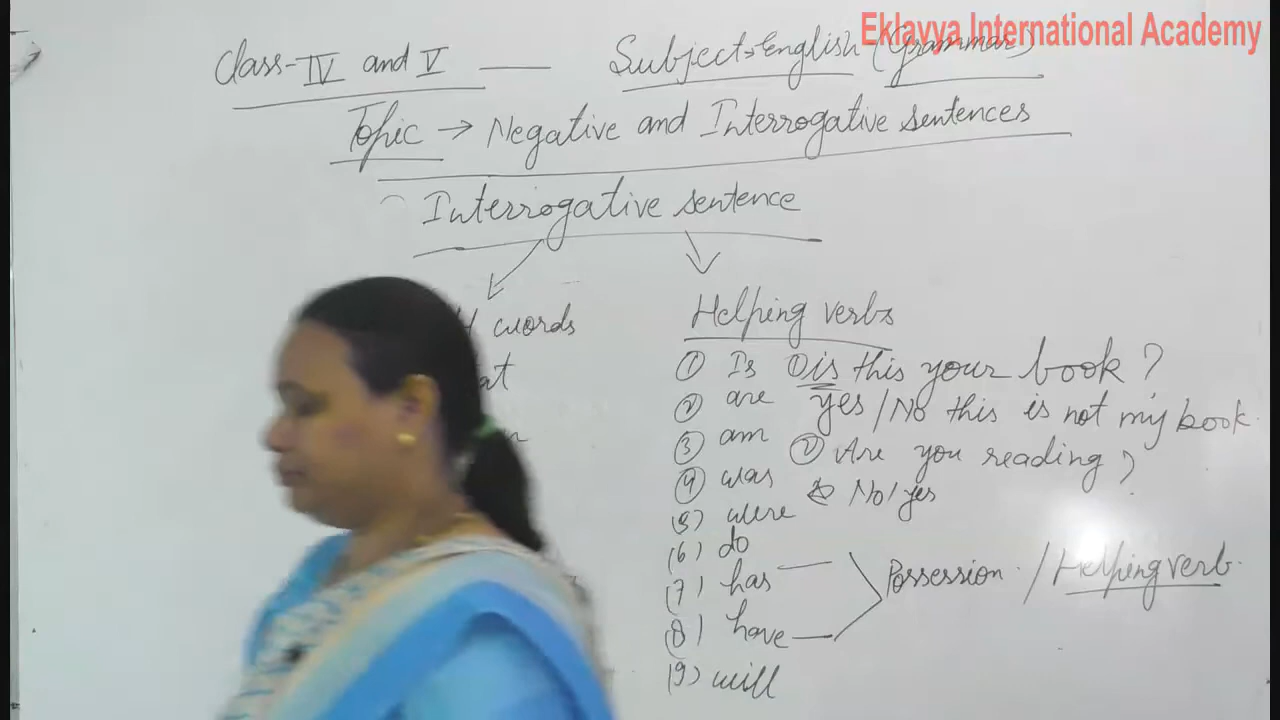 Eklavya International Academy
Class-IV and V — Subject→English (Grammar)
Topic → Negative and Interrogative sentences
Interrogative sentence
H words
at
Helping verbs
① Is ① is this your book?
② are yes/No this is not my book.
③ am ② Are you reading?
④ was No/yes
(5) were
(6) do
(7) has — Possession. / Helping verb.
(8) have —
(9) will